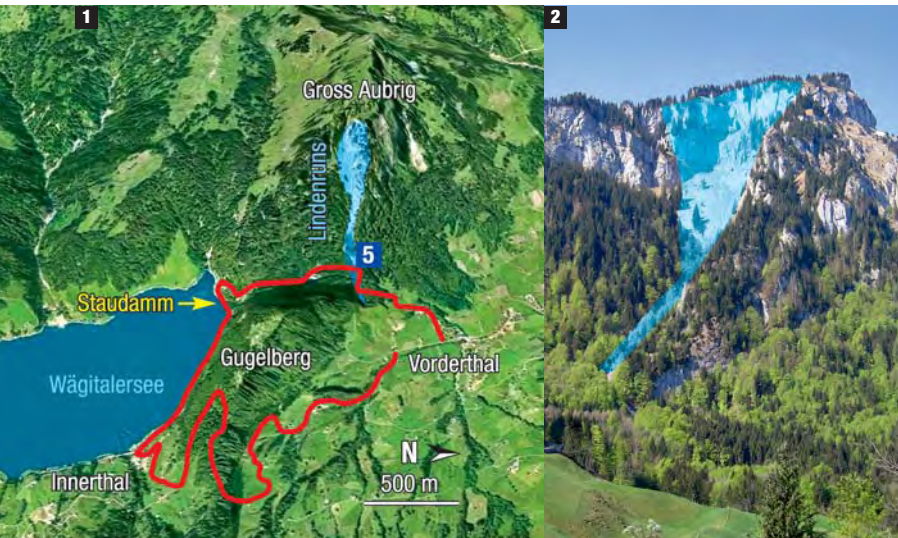 1
Gross Aubrig
Lindenruns
5
Staudamm
Gugelberg
Vorderthal
Wägitalersee
N
Innerthal
500 m
2